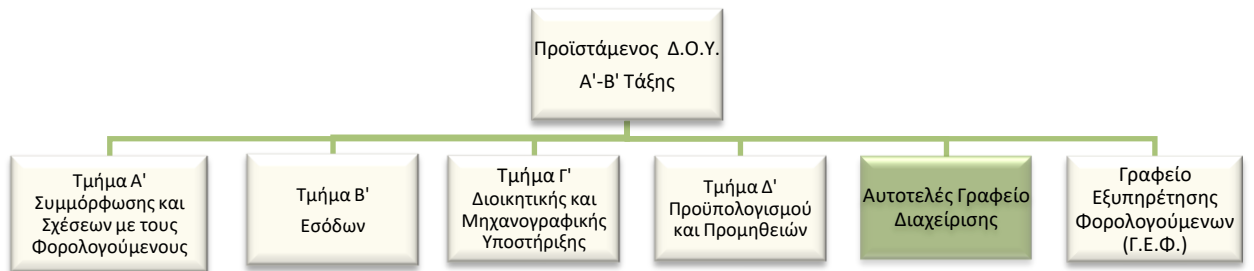 Προϊστάμενος Δ.Ο.Υ.
Α'-Β' Τάξης
Τμήμα Α'
Συμμόρφωσης και
Σχέσεων με τους
Φορολογούμενους
Τμήμα Β'
Εσόδων
Τμήμα Γ'
Διοικητικής και
Μηχανογραφικής
Υποστήριξης
Τμήμα Δ'
Προϋπολογισμού
και Προμηθειών
Αυτοτελές Γραφείο
Διαχείρισης
Γραφείο
Εξυπηρέτησης
Φορολογούμενων
(Γ.Ε.Φ.)